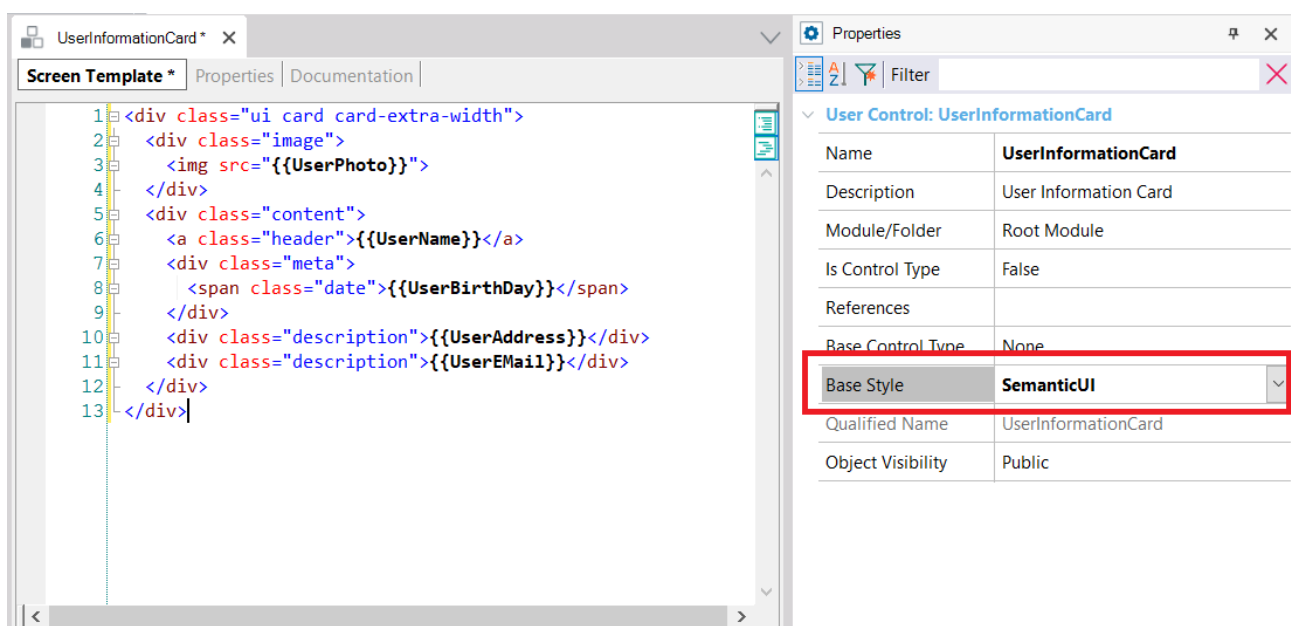 UserInformationCard *
Screen Template * Properties Documentation
1 <div class="ui card card-extra-width">
2 <div class="image">
3 <img src="{{UserPhoto}}">
4 </div>
5 <div class="content">
6 <a class="header">{{UserName}}</a>
7 <div class="meta">
8 <span class="date">{{UserBirthDay}}</span>
9 </div>
10 <div class="description">{{UserAddress}}</div>
11 <div class="description">{{UserEMail}}</div>
12 </div>
13 </div>
Properties
A Z Filter
User Control: UserInformationCard
Name UserInformationCard
Description User Information Card
Module/Folder Root Module
Is Control Type False
References
Base Control Type None
Base Style SemanticUI
Qualified Name UserInformationCard
Object Visibility Public